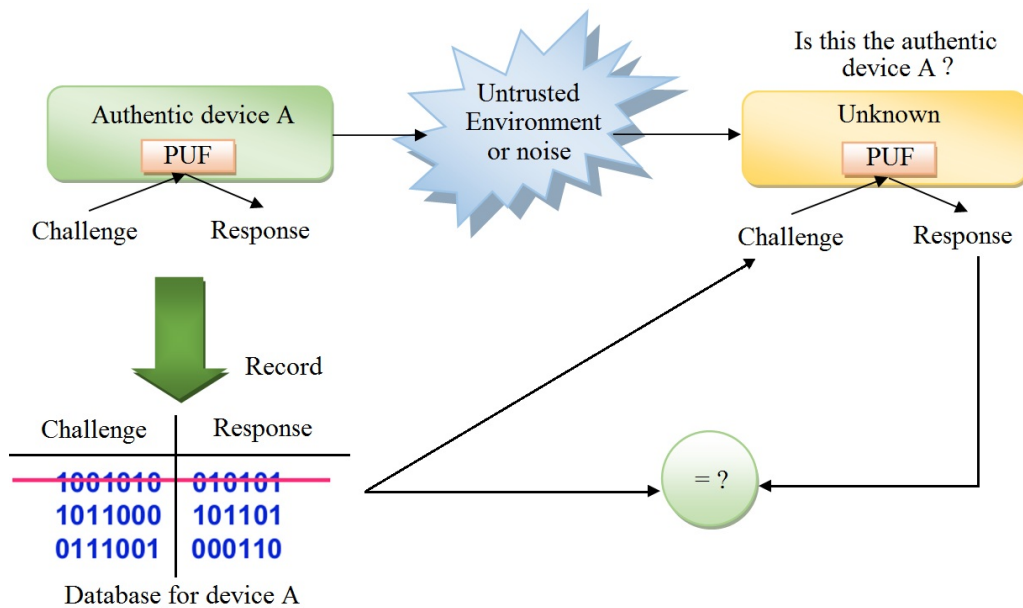 Authentic device A
PUF
Challenge
Response
Untrusted
Environment
or noise
Is this the authentic
device A ?
Unknown
PUF
Challenge
Response
Record
Challenge Response
1001010 010101
1011000 101101
0111001 000110
Database for device A
= ?